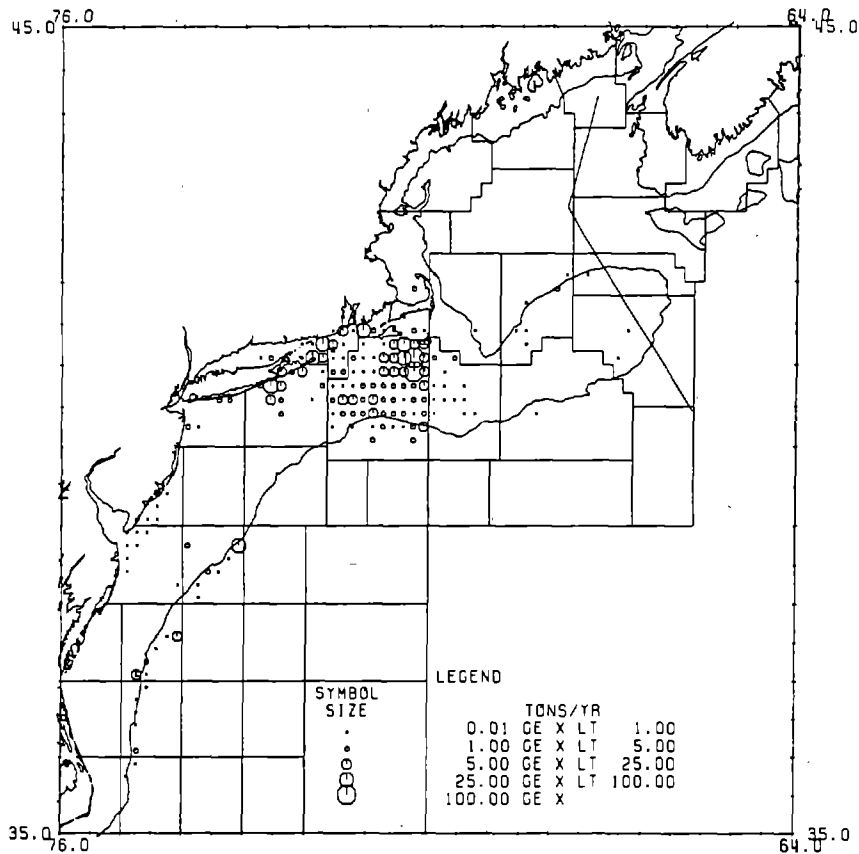 76.0 64.0
45.0 45.0
LEGEND
SYMBOL
SIZE
TONS/YR
0.01 GE X LT 1.00
1.00 GE X LT 5.00
5.00 GE X LT 25.00
25.00 GE X LT 100.00
100.00 GE X
35.0 35.0
76.0 64.0